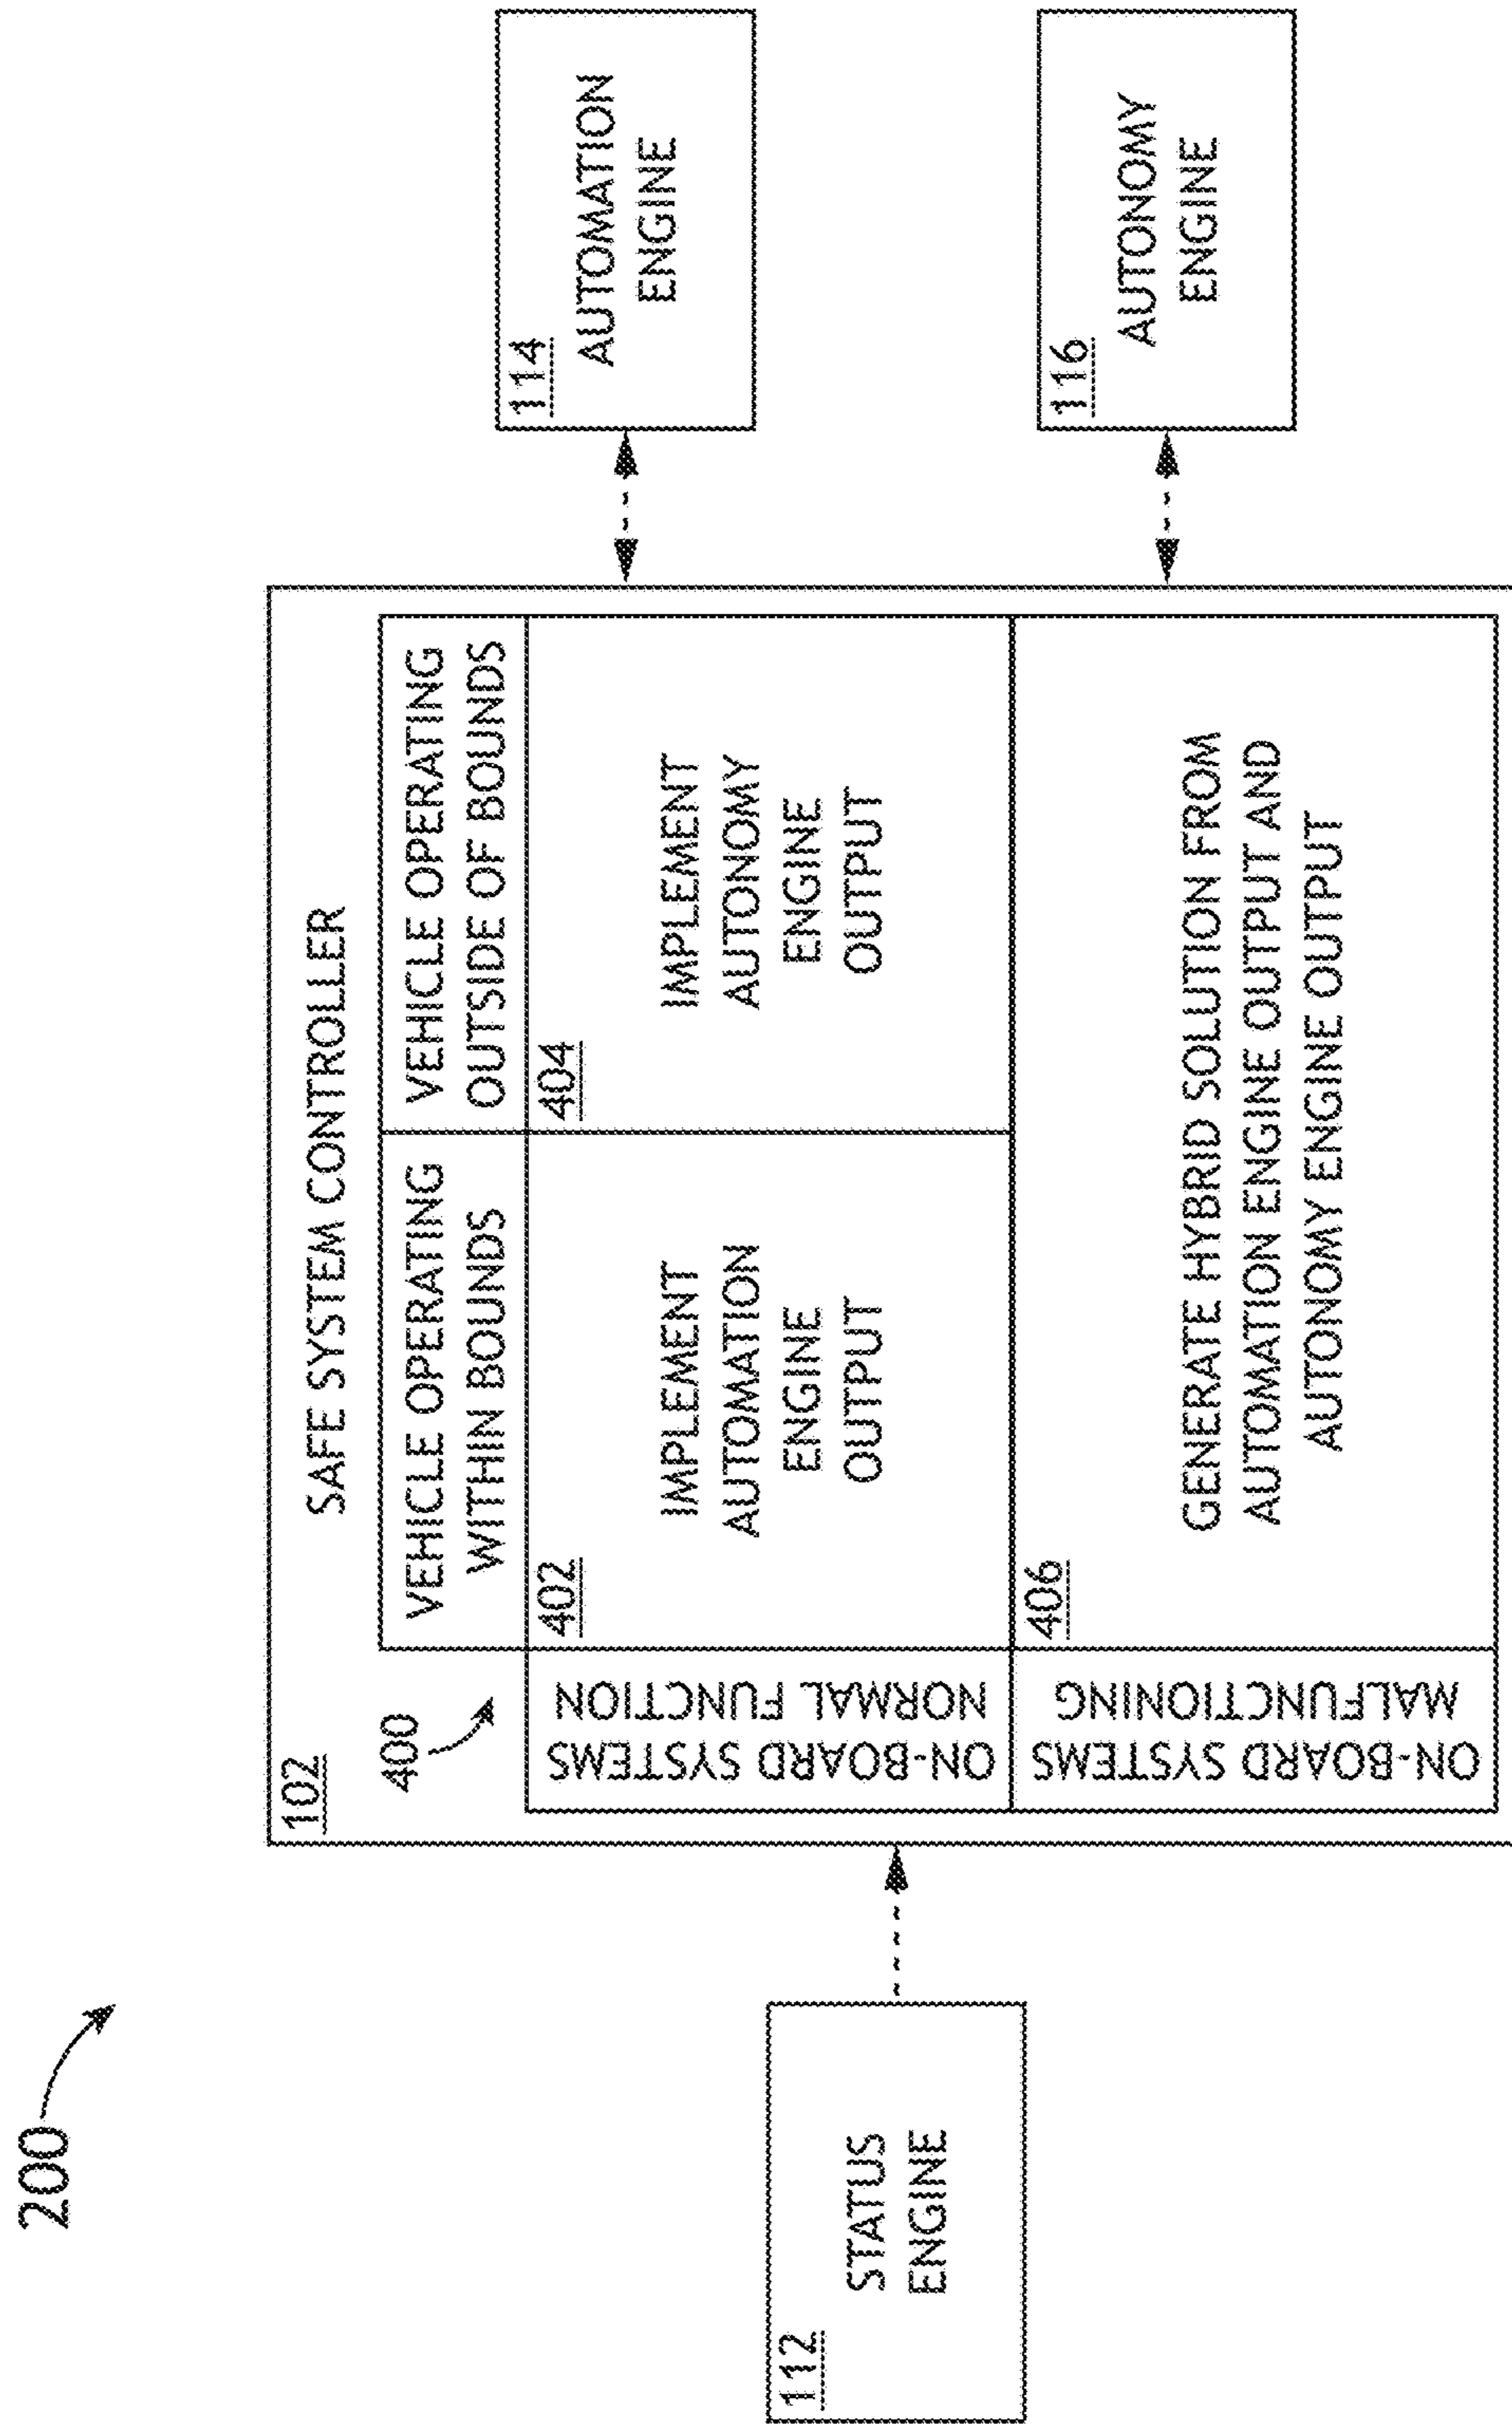 200
112
STATUS
ENGINE
102
SAFE SYSTEM CONTROLLER
400
VEHICLE OPERATING
WITHIN BOUNDS
VEHICLE OPERATING
OUTSIDE OF BOUNDS
ON-BOARD SYSTEMS
NORMAL FUNCTION
402
IMPLEMENT
AUTOMATION
ENGINE
OUTPUT
404
IMPLEMENT
AUTONOMY
ENGINE
OUTPUT
ON-BOARD SYSTEMS
MALFUNCTIONING
406
GENERATE HYBRID SOLUTION FROM
AUTOMATION ENGINE OUTPUT AND
AUTONOMY ENGINE OUTPUT
114
AUTOMATION
ENGINE
116
AUTONOMY
ENGINE